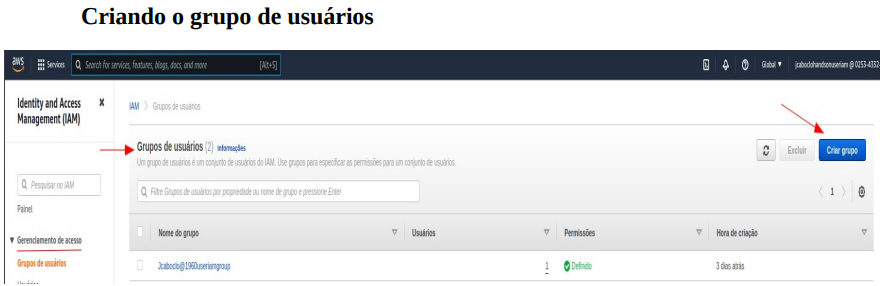 Criando o grupo de usuários
aws Services Search for services, features, blogs, docs, and more [Alt+S] Global ▼ jcaboclohandsonuseriam @ 0253-4332
Identity and Access Management (IAM) ×
IAM > Grupos de usuários
Grupos de usuários (2) Informações
Um grupo de usuários é um conjunto de usuários do IAM. Use grupos para especificar as permissões para um conjunto de usuários.
Excluir Criar grupo
Pesquisar no IAM
Filtre Grupos de usuários por propriedade ou nome de grupo e pressione Enter
< 1 >
Painel
Nome do grupo Usuários Permissões Hora de criação
▼ Gerenciamento de acesso
Grupos de usuários
Jcaboclo@1960useriamgroup 1 Definido 3 dias atrás